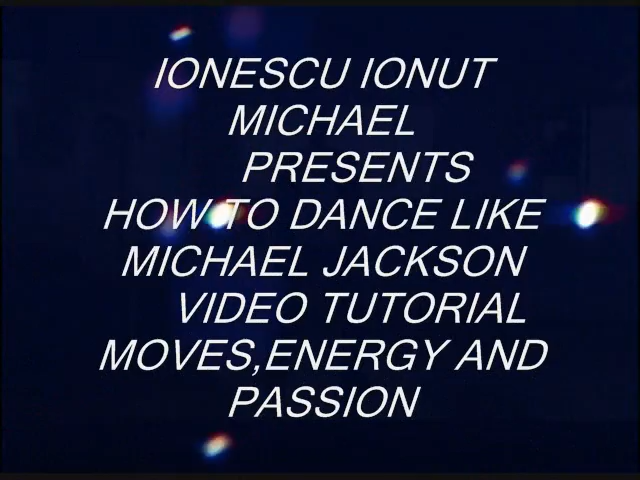 IONESCU IONUT
MICHAEL
PRESENTS
HOW TO DANCE LIKE
MICHAEL JACKSON
VIDEO TUTORIAL
MOVES,ENERGY AND
PASSION